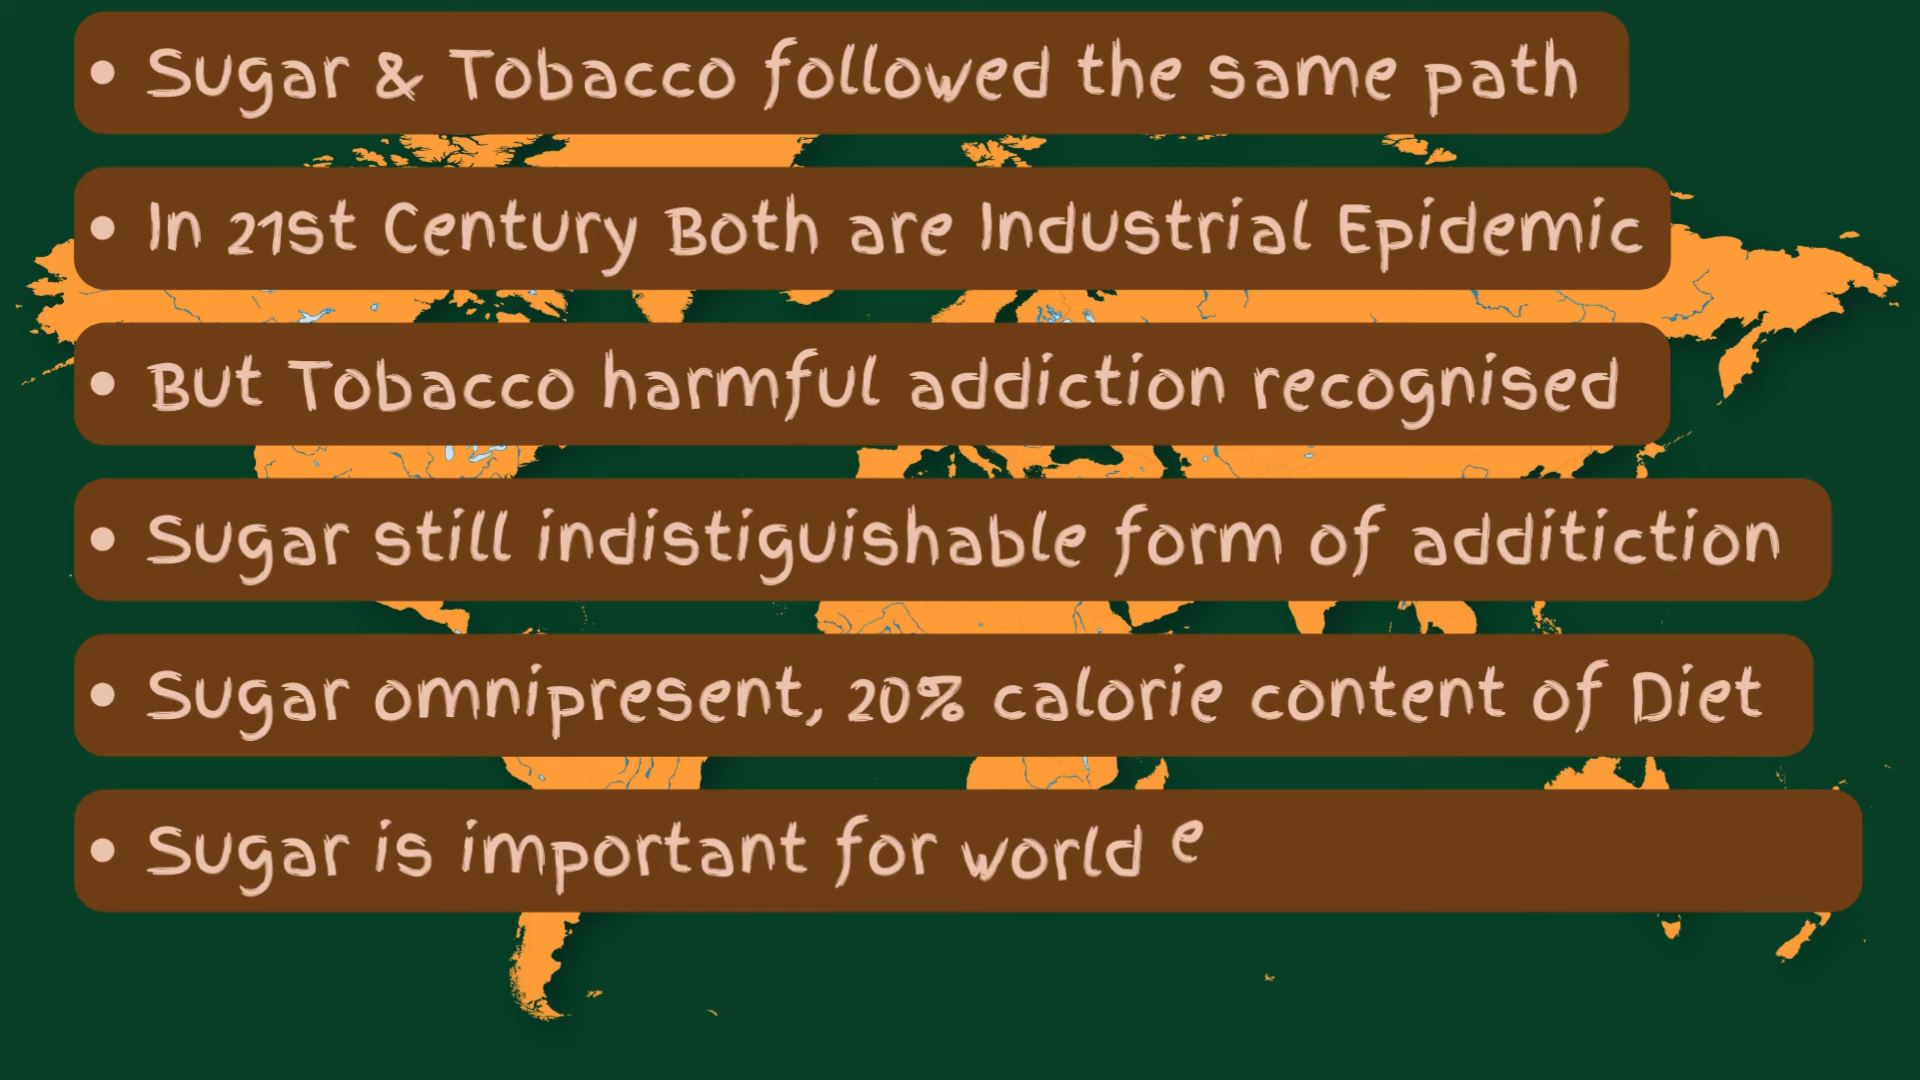 • Sugar & Tobacco followed the same path
• In 21st Century Both are Industrial Epidemic
• But Tobacco harmful addiction recognised
• Sugar still indistiguishable form of additiction
• Sugar omnipresent, 20% calorie content of Diet
• Sugar is important for world e